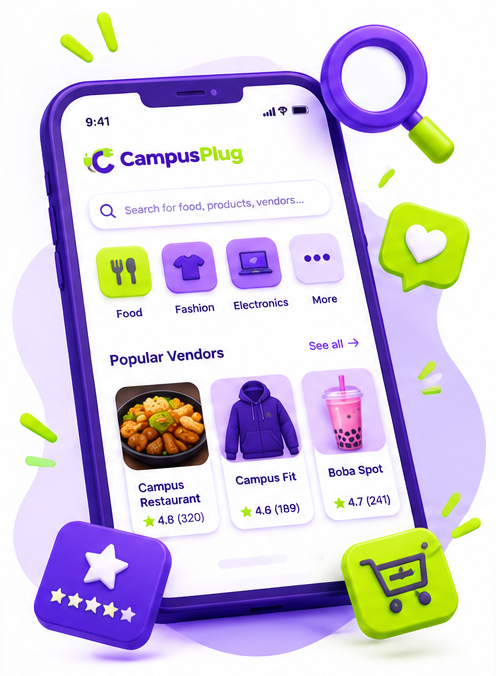 9:41
CampusPlug
Search for food, products, vendors...
Food
Fashion
Electronics
More
Popular Vendors
See all →
Campus
Restaurant
4.8 (320)
Campus Fit
4.6 (189)
Boba Spot
4.7 (241)